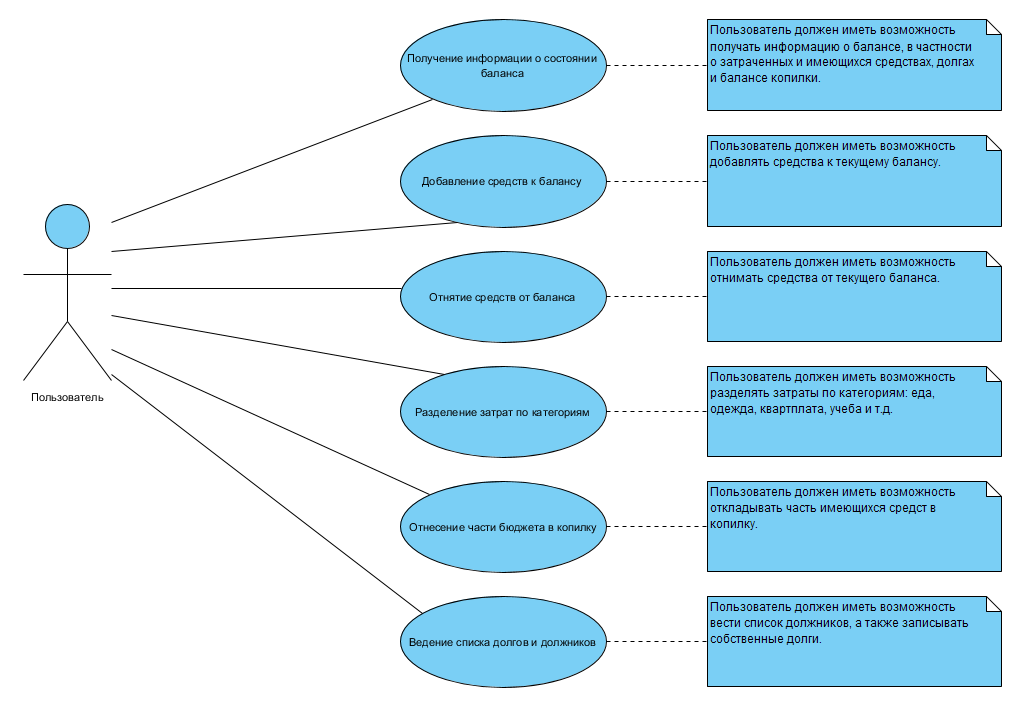 Получение информации о состоянии
баланса
Пользователь должен иметь возможность
получать информацию о балансе, в частности
о затраченных и имеющихся средствах, долгах
и балансе копилки.
Добавление средств к балансу
Пользователь должен иметь возможность
добавлять средства к текущему балансу.
Отнятие средств от баланса
Пользователь должен иметь возможность
отнимать средства от текущего баланса.
Пользователь
Разделение затрат по категориям
Пользователь должен иметь возможность
разделять затраты по категориям: еда,
одежда, квартплата, учеба и т.д.
Отнесение части бюджета в копилку
Пользователь должен иметь возможность
откладывать часть имеющихся средст в
копилку.
Ведение списка долгов и должников
Пользователь должен иметь возможность
вести список должников, а также записывать
собственные долги.